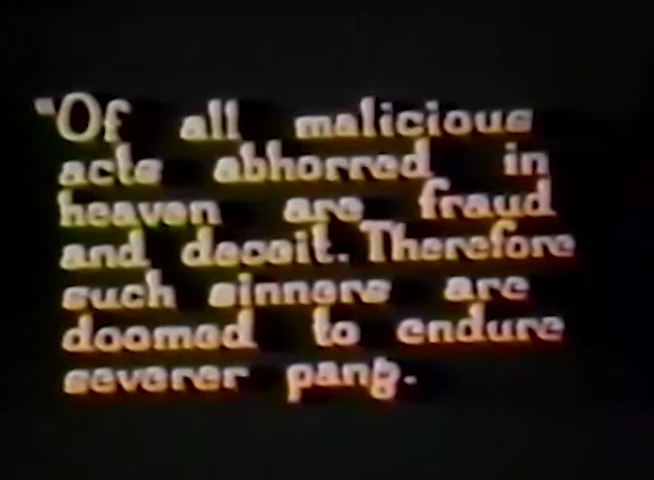 "Of all malicious
acts abhorred in
heaven are fraud
and deceit. Therefore
such sinners are
doomed to endure
severer pang.